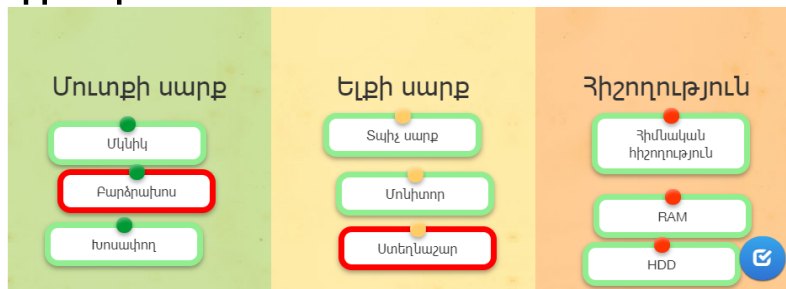 Մուտքի սարք
Մկնիկ
Բարձրախոս
Խոսափող
Ելքի սարք
Տպիչ սարք
Մոնիտոր
Ստեղնաշար
Հիշողություն
Հիմնական
հիշողություն
RAM
HDD